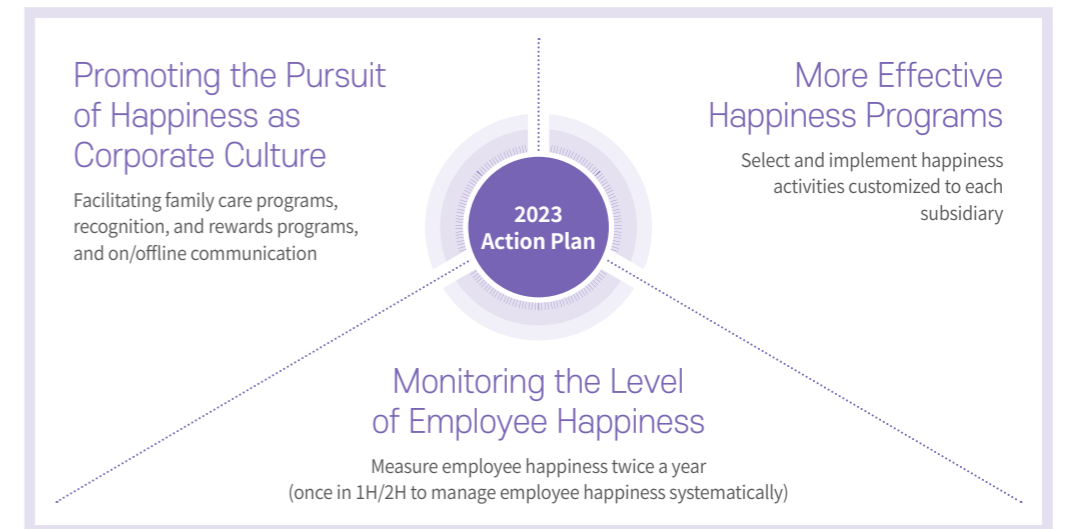 Promoting the Pursuit
of Happiness as
Corporate Culture
Facilitating family care programs,
recognition, and rewards programs,
and on/offline communication
More Effective
Happiness Programs
Select and implement happiness
activities customized to each
subsidiary
2023
Action Plan
Monitoring the Level
of Employee Happiness
Measure employee happiness twice a year
(once in 1H/2H to manage employee happiness systematically)